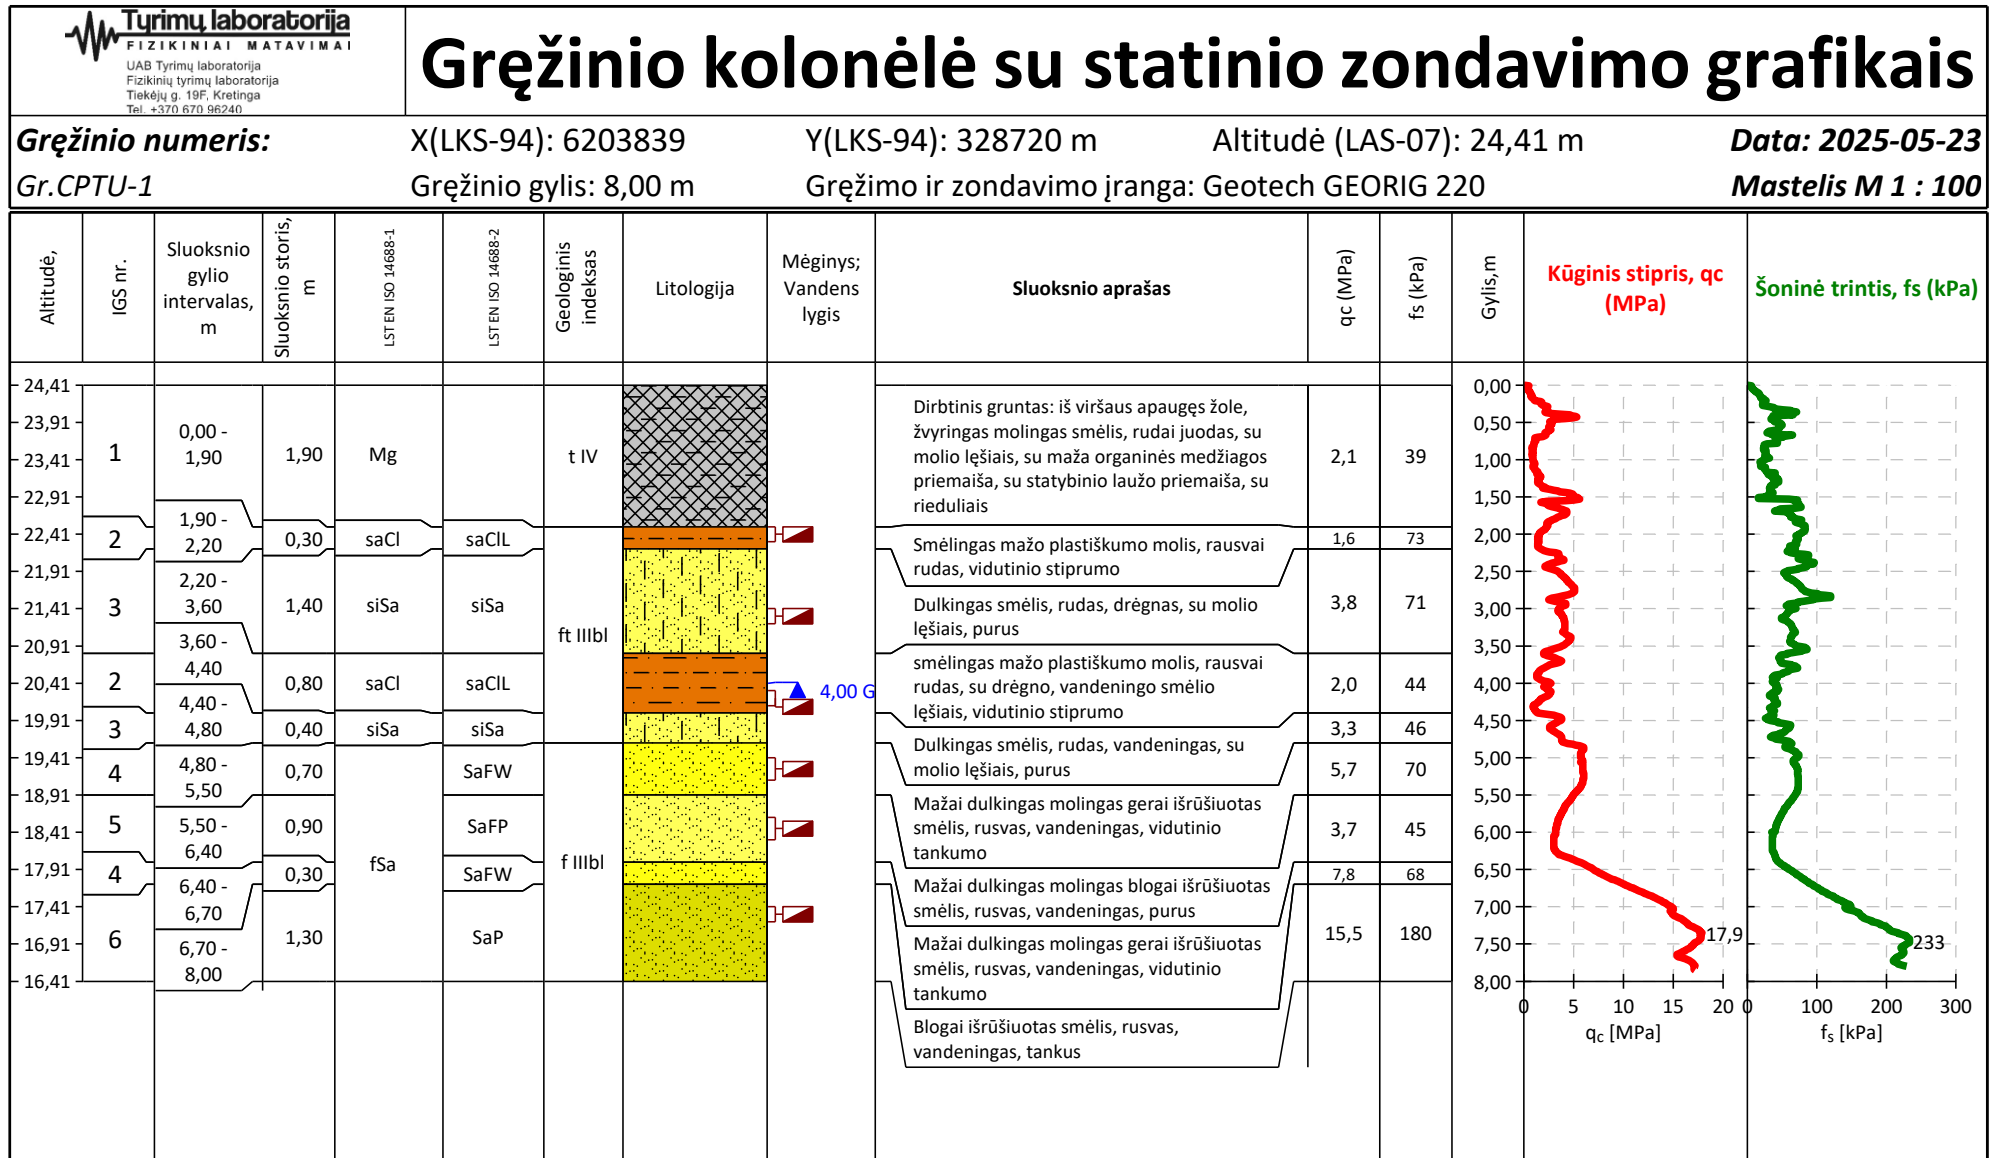 Tyrimų laboratorija
FIZIKINIAI MATAVIMAI
UAB Tyrimų laboratorija
Fizikinių tyrimų laboratorija
Tiekėjų g. 19F, Kretinga
Tel. +370 670 96240
Gręžinio kolonėlė su statinio zondavimo grafikais
Gręžinio numeris:
X(LKS-94): 6203839
Y(LKS-94): 328720 m
Altitudė (LAS-07): 24,41 m
Data: 2025-05-23
Gr.CPTU-1
Gręžinio gylis: 8,00 m
Gręžimo ir zondavimo įranga: Geotech GEORIG 220
Mastelis M 1 : 100
Altitudė,
IGS nr.
Sluoksnio
gylio
intervalas,
m
Sluoksnio storis,
m
LST EN ISO 14688-1
LST EN ISO 14688-2
Geologinis
indeksas
Litologija
Mėginys;
Vandens
lygis
Sluoksnio aprašas
qc (MPa)
fs (kPa)
Gylis,m
Kūginis stipris, qc
(MPa)
Šoninė trintis, fs (kPa)
24,41
23,91
23,41
22,91
22,41
21,91
21,41
20,91
20,41
19,91
19,41
18,91
18,41
17,91
17,41
16,91
16,41
1
2
3
2
3
4
5
4
6
0,00 -
1,90
1,90 -
2,20
2,20 -
3,60
3,60 -
4,40
4,40 -
4,80
4,80 -
5,50
5,50 -
6,40
6,40 -
6,70
6,70 -
8,00
1,90
0,30
1,40
0,80
0,40
0,70
0,90
0,30
1,30
Mg
saCl
siSa
saCl
siSa
fSa
saClL
siSa
saClL
siSa
SaFW
SaFP
SaFW
SaP
t IV
ft IIIbl
f IIIbl
4,00 G
Dirbtinis gruntas: iš viršaus apaugęs žole,
žvyringas molingas smėlis, rudai juodas, su
molio lęšiais, su maža organinės medžiagos
priemaiša, su statybinio laužo priemaiša, su
rieduliais
Smėlingas mažo plastiškumo molis, rausvai
rudas, vidutinio stiprumo
Dulkingas smėlis, rudas, drėgnas, su molio
lęšiais, purus
smėlingas mažo plastiškumo molis, rausvai
rudas, su drėgno, vandeningo smėlio
lęšiais, vidutinio stiprumo
Dulkingas smėlis, rudas, vandeningas, su
molio lęšiais, purus
Mažai dulkingas molingas gerai išrūšiuotas
smėlis, rusvas, vandeningas, vidutinio
tankumo
Mažai dulkingas molingas blogai išrūšiuotas
smėlis, rusvas, vandeningas, purus
Mažai dulkingas molingas gerai išrūšiuotas
smėlis, rusvas, vandeningas, vidutinio
tankumo
Blogai išrūšiuotas smėlis, rusvas,
vandeningas, tankus
2,1
1,6
3,8
2,0
3,3
5,7
3,7
7,8
15,5
39
73
71
44
46
70
45
68
180
0,00
0,50
1,00
1,50
2,00
2,50
3,00
3,50
4,00
4,50
5,00
5,50
6,00
6,50
7,00
7,50
8,00
17,9
0 5 10 15 20
qc [MPa]
233
0 100 200 300
fs [kPa]